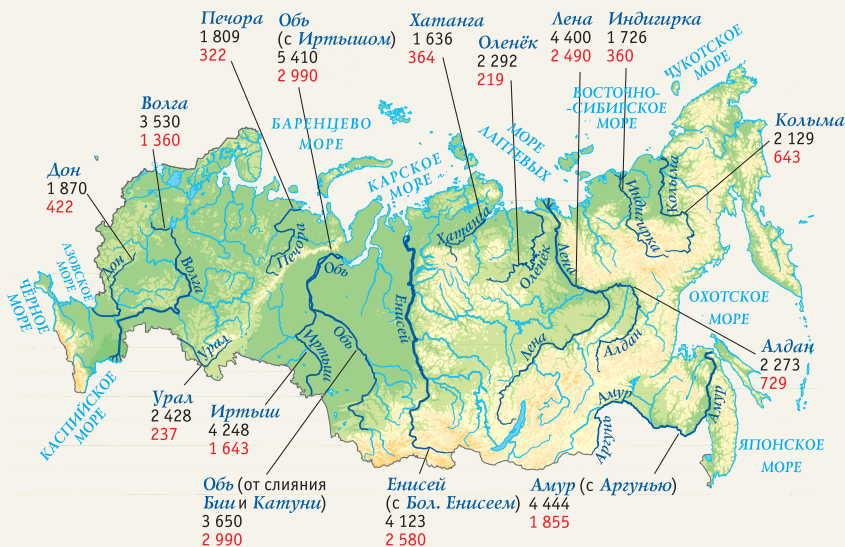 Печора
1 809
322
Обь
(с Иртышом)
5 410
2 990
Хатанга
1 636
364
Оленёк
2 292
219
Лена
4 400
2 490
Индигирка
1 726
360
ЧУКОТСКОЕ
МОРЕ
Волга
3 530
1 360
БАРЕНЦЕВО
МОРЕ
КАРСКОЕ
МОРЕ
МОРЕ
ЛАПТЕВЫХ
ВОСТОЧНО-
-СИБИРСКОЕ
МОРЕ
Колыма
2 129
643
Дон
1 870
422
Дон
Волга
Печора
Обь
Обь
Иртыш
Енисей
Хатанга
Оленёк
Лена
Лена
Индигирка
Колыма
Алдан
Амур
Амур
Аргунь
Урал
АЗОВСКОЕ
МОРЕ
ЧЁРНОЕ
МОРЕ
КАСПИЙСКОЕ
МОРЕ
ОХОТСКОЕ
МОРЕ
Алдан
2 273
729
ЯПОНСКОЕ
МОРЕ
Урал
2 428
237
Иртыш
4 248
1 643
Обь (от слияния
Бии и Катуни)
3 650
2 990
Енисей
(с Бол. Енисеем)
4 123
2 580
Амур (с Аргунью)
4 444
1 855